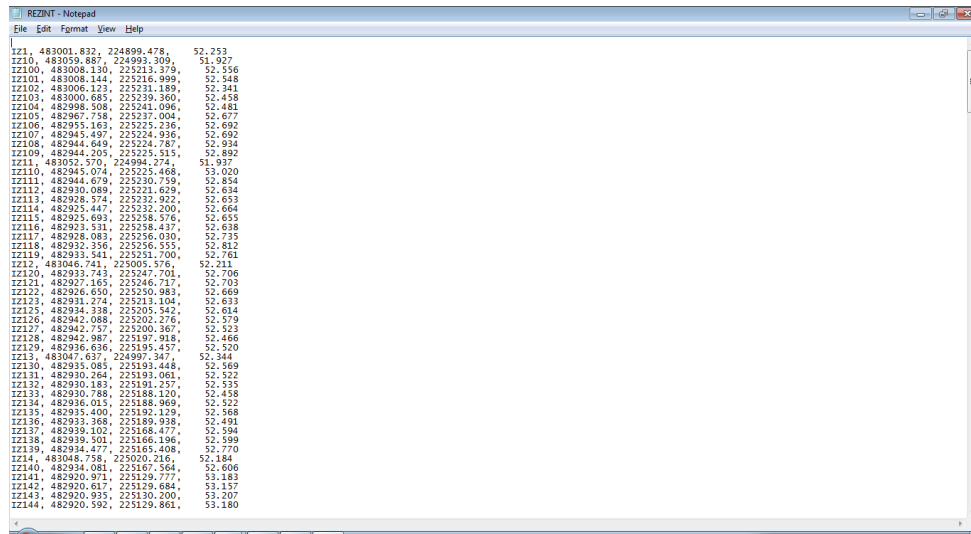 REZINT - Notepad
File Edit Format View Help
IZ1, 483001.832, 224899.478, 52.253
IZ10, 483059.887, 224993.309, 51.927
IZ100, 483008.130, 225213.379, 52.556
IZ101, 483008.144, 225216.999, 52.548
IZ102, 483006.123, 225231.189, 52.341
IZ103, 483000.685, 225239.360, 52.458
IZ104, 482998.508, 225241.096, 52.481
IZ105, 482967.758, 225237.004, 52.677
IZ106, 482955.163, 225225.236, 52.692
IZ107, 482945.497, 225224.936, 52.692
IZ108, 482944.649, 225224.787, 52.934
IZ109, 482944.205, 225225.515, 52.892
IZ11, 483052.570, 224994.274, 51.937
IZ110, 482945.074, 225225.468, 53.020
IZ111, 482944.679, 225230.759, 52.854
IZ112, 482930.089, 225221.629, 52.634
IZ113, 482928.574, 225232.922, 52.653
IZ114, 482925.447, 225232.200, 52.664
IZ115, 482925.693, 225258.576, 52.655
IZ116, 482923.531, 225258.437, 52.638
IZ117, 482928.083, 225256.030, 52.735
IZ118, 482932.356, 225256.555, 52.812
IZ119, 482933.541, 225251.700, 52.761
IZ12, 483046.741, 225005.576, 52.211
IZ120, 482933.743, 225247.701, 52.706
IZ121, 482927.165, 225246.717, 52.703
IZ122, 482926.650, 225250.983, 52.669
IZ123, 482931.274, 225213.104, 52.633
IZ125, 482934.338, 225205.542, 52.614
IZ126, 482942.088, 225202.276, 52.579
IZ127, 482942.757, 225200.367, 52.523
IZ128, 482942.987, 225197.918, 52.466
IZ129, 482936.636, 225195.457, 52.520
IZ13, 483047.637, 224997.347, 52.344
IZ130, 482935.085, 225193.448, 52.569
IZ131, 482930.264, 225193.061, 52.522
IZ132, 482930.183, 225191.257, 52.535
IZ133, 482930.788, 225188.120, 52.458
IZ134, 482936.015, 225188.969, 52.522
IZ135, 482935.400, 225192.129, 52.568
IZ136, 482933.368, 225189.938, 52.491
IZ137, 482939.102, 225168.477, 52.594
IZ138, 482939.501, 225166.196, 52.599
IZ139, 482934.477, 225165.408, 52.770
IZ14, 483048.758, 225020.216, 52.184
IZ140, 482934.081, 225167.564, 52.606
IZ141, 482920.971, 225129.777, 53.183
IZ142, 482920.617, 225129.684, 53.157
IZ143, 482920.935, 225130.200, 53.207
IZ144, 482920.592, 225129.861, 53.180